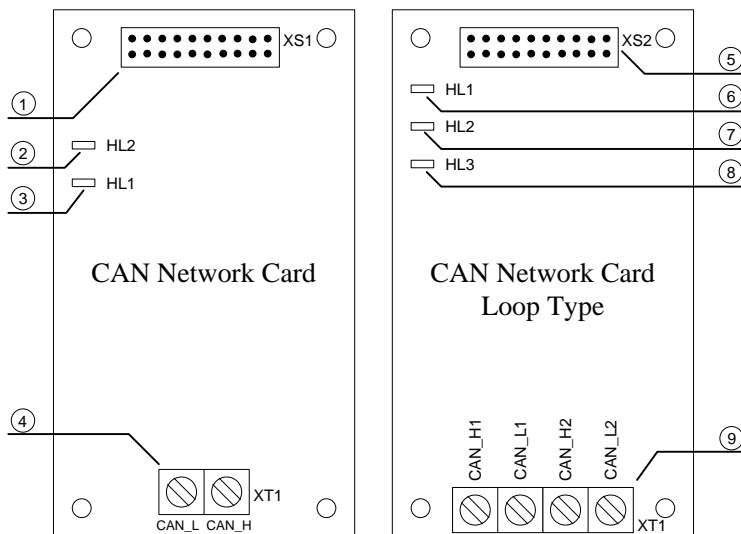 XS1
1
2
HL2
3
HL1
CAN Network Card
4
XT1
CAN_L CAN_H
XS2
5
HL1
6
HL2
7
HL3
8
CAN Network Card
Loop Type
CAN_H1
CAN_L1
CAN_H2
CAN_L2
9
XT1